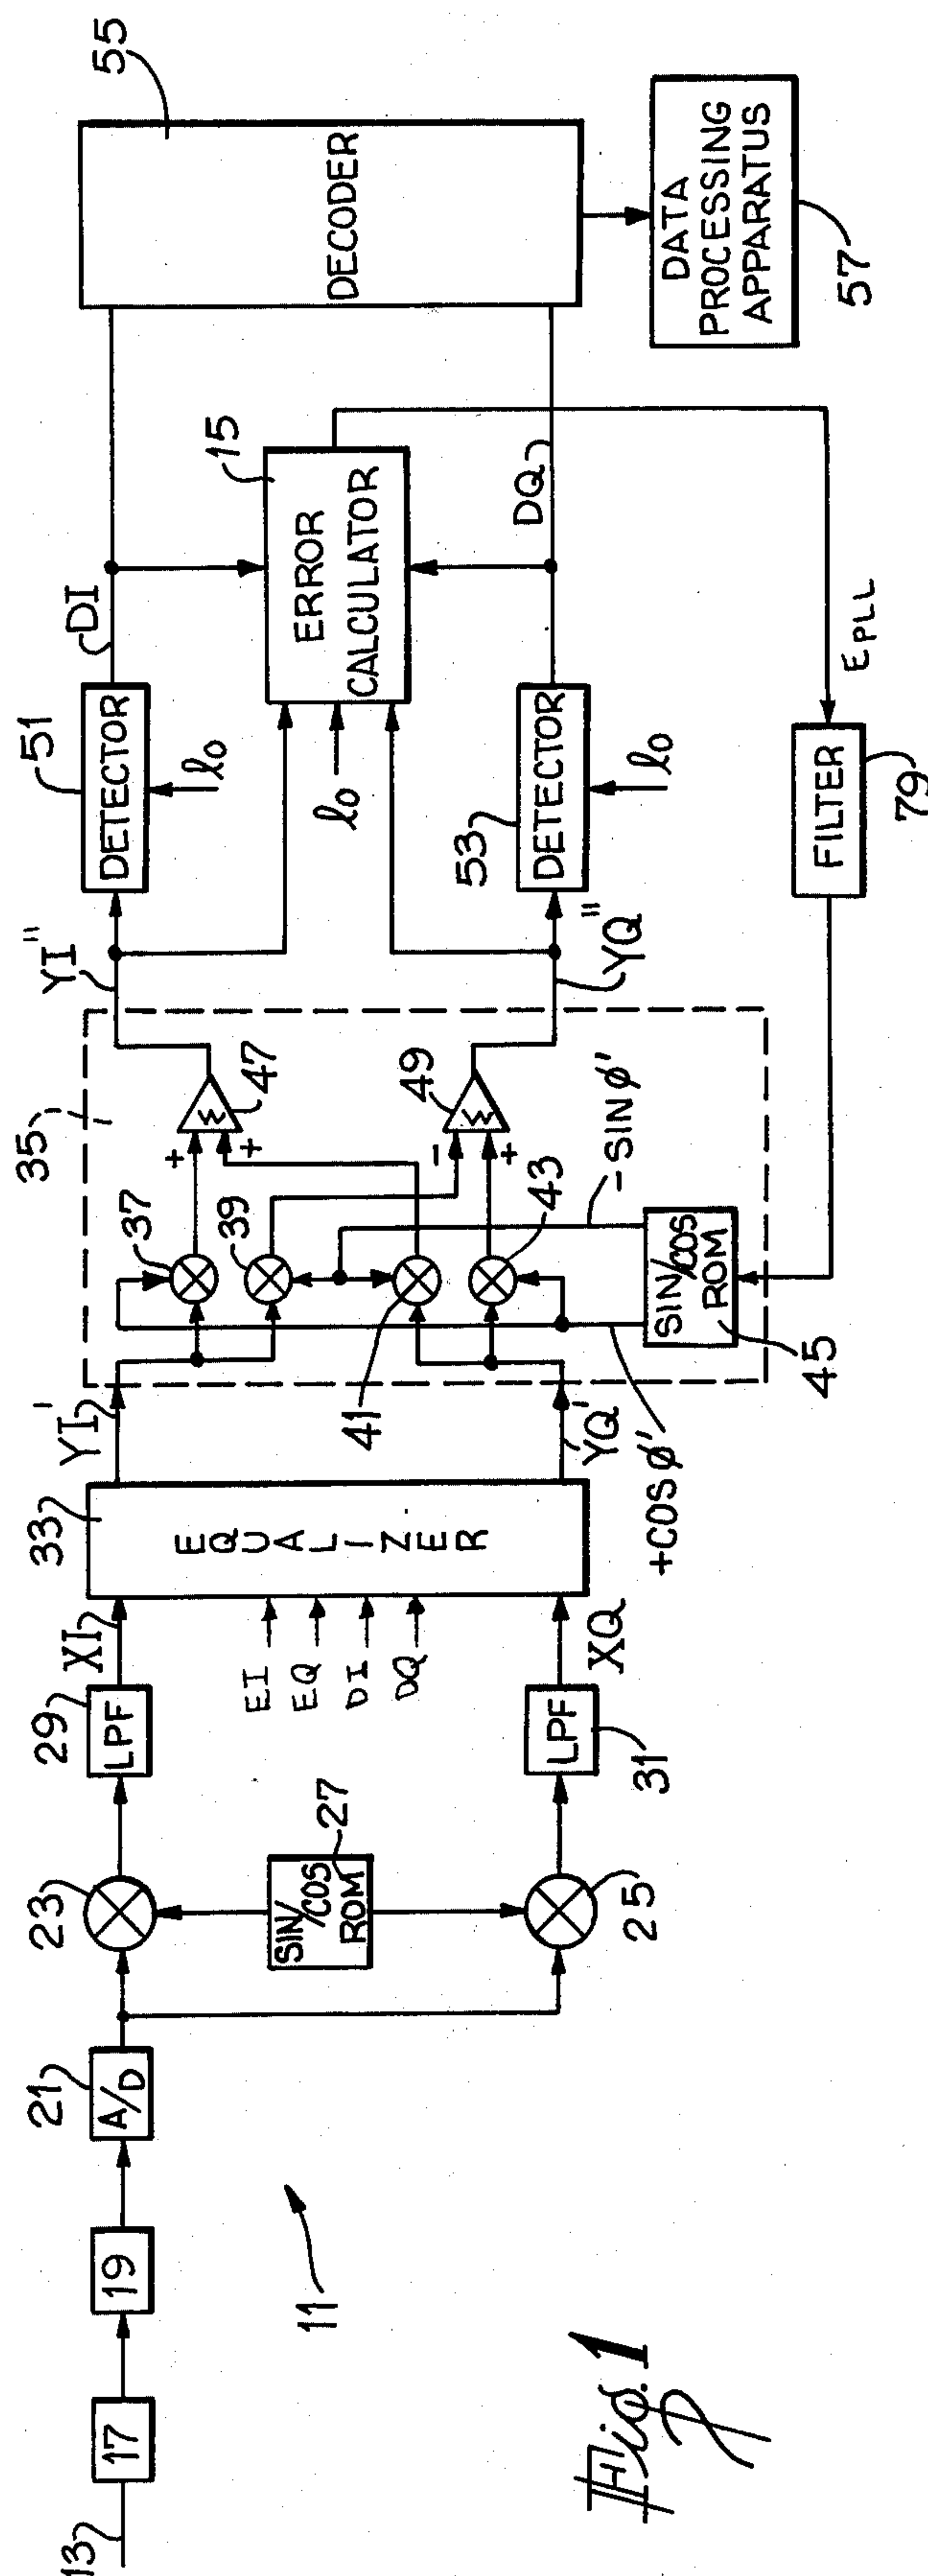 13
17
19
21
A/D
11
23
25
27
SIN/COS
ROM
29
LPF
XI
31
LPF
XQ
EI
EQ
DI
DQ
33
EQUALIZER
YI'
YQ'
+COS Ø'
35
37
39
41
43
45
SIN/COS
ROM
-SIN Ø'
+
+
47
Σ
-
+
49
Σ
YI"
YQ"
51
DETECTOR
ℓo
53
DETECTOR
ℓo
ℓo
15
ERROR
CALCULATOR
DI
DQ
EPLL
79
FILTER
55
DECODER
DATA
PROCESSING
APPARATUS
57
Fig. 1